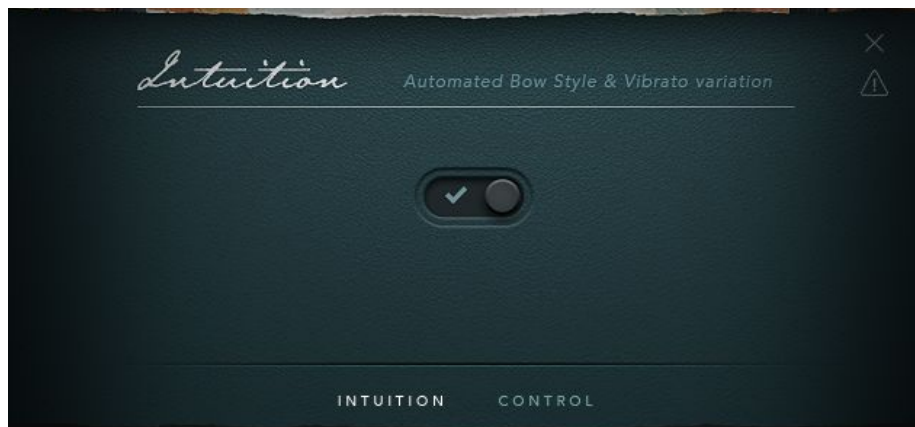 Intuition Automated Bow Style & Vibrato variation
INTUITION CONTROL